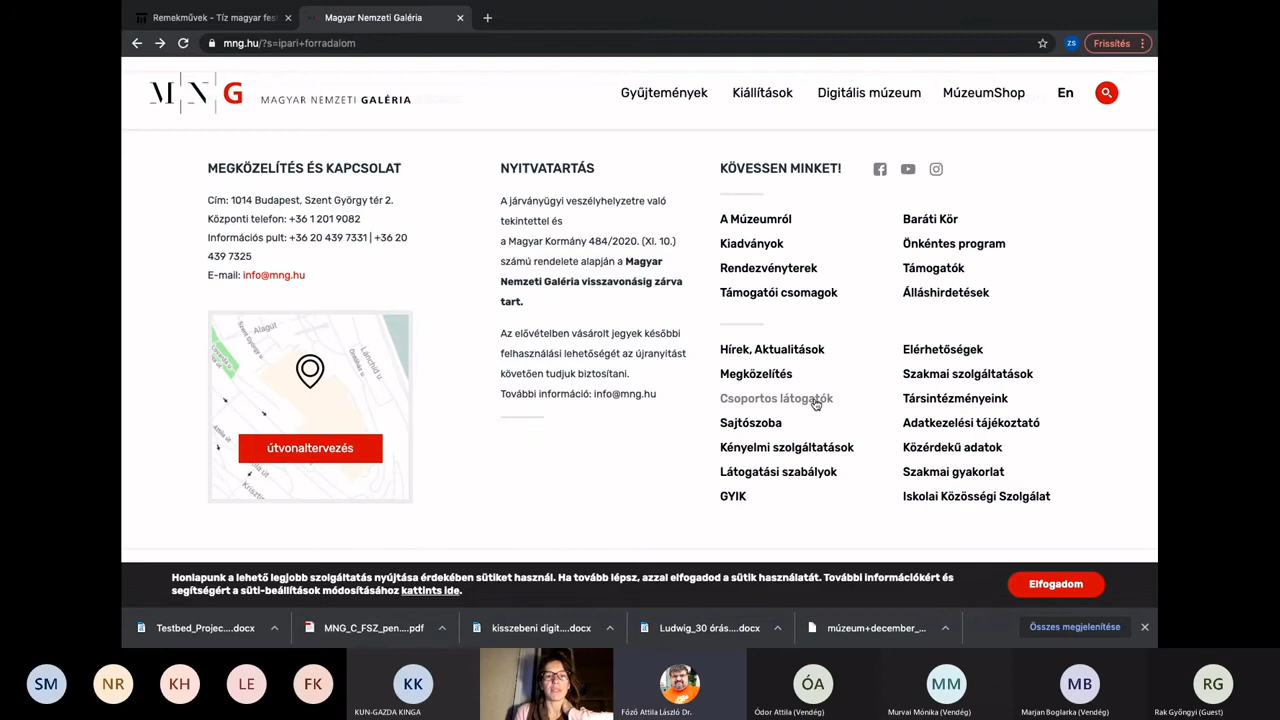 Remekművek - Tíz magyar fest
Magyar Nemzeti Galéria
mng.hu/?s=ipari+forradalom
ZS
Frissítés
MNG
MAGYAR NEMZETI GALÉRIA
Gyűjtemények
Kiállítások
Digitális múzeum
MúzeumShop
En
MEGKÖZELÍTÉS ÉS KAPCSOLAT
Cím: 1014 Budapest, Szent György tér 2.
Központi telefon: +36 1 201 9082
Információs pult: +36 20 439 7331 | +36 20
439 7325
E-mail: info@mng.hu
Alagút
Szent György u.
Lánchíd u.
Attila út
Kriszti
útvonaltervezés
NYITVATARTÁS
A járványügyi veszélyhelyzetre való
tekintettel és
a Magyar Kormány 484/2020. (XI. 10.)
számú rendelete alapján a Magyar
Nemzeti Galéria visszavonásig zárva
tart.
Az elővételben vásárolt jegyek későbbi
felhasználási lehetőségét az újranyitást
követően tudjuk biztosítani.
További információ: info@mng.hu
KÖVESSEN MINKET!
A Múzeumról
Kiadványok
Rendezvényterek
Támogatói csomagok
Baráti Kör
Önkéntes program
Támogatók
Álláshirdetések
Hírek, Aktualitások
Megközelítés
Csoportos látogatók
Sajtószoba
Kényelmi szolgáltatások
Látogatási szabályok
GYIK
Elérhetőségek
Szakmai szolgáltatások
Társintézményeink
Adatkezelési tájékoztató
Közérdekű adatok
Szakmai gyakorlat
Iskolai Közösségi Szolgálat
Honlapunk a lehető legjobb szolgáltatás nyújtása érdekében sütiket használ. Ha tovább lépsz, azzal elfogadod a sütik használatát. További információkért és
segítségért a süti-beállítások módosításához kattints ide.
Elfogadom
Testbed_Projec....docx
MNG_C_FSZ_pen....pdf
kisszebeni digit....docx
Ludwig_30 órás....docx
múzeum+december_...
Összes megjelenítése
SM
NR
KH
LE
FK
KK
KUN-GAZDA KINGA
Főző Attila László Dr.
ÓA
Ódor Attila (Vendég)
MM
Murvai Mónika (Vendég)
MB
Marjan Boglarka (Vendég)
RG
Rak Gyöngyi (Guest)